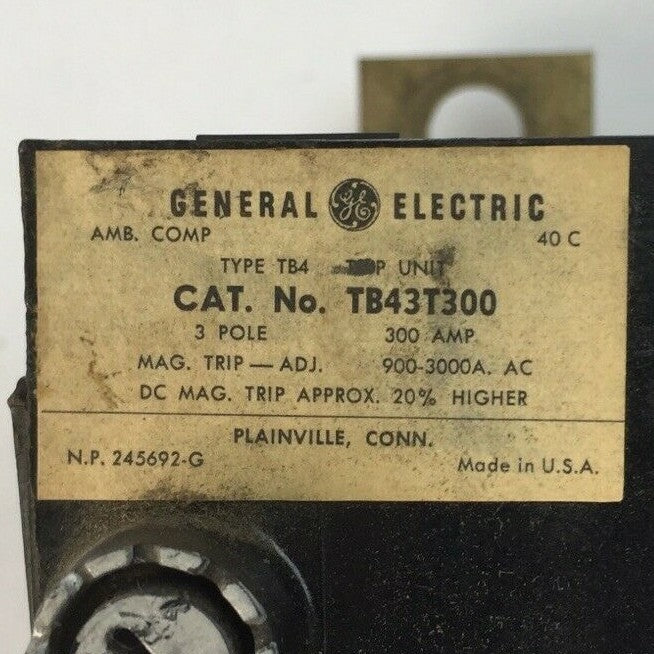 GENERAL GE ELECTRIC
AMB. COMP 40 C
TYPE TB4 UNIT
CAT. No. TB43T300
3 POLE 300 AMP
MAG. TRIP — ADJ. 900-3000A. AC
DC MAG. TRIP APPROX. 20% HIGHER
PLAINVILLE, CONN.
N.P. 245692-G Made in U.S.A.